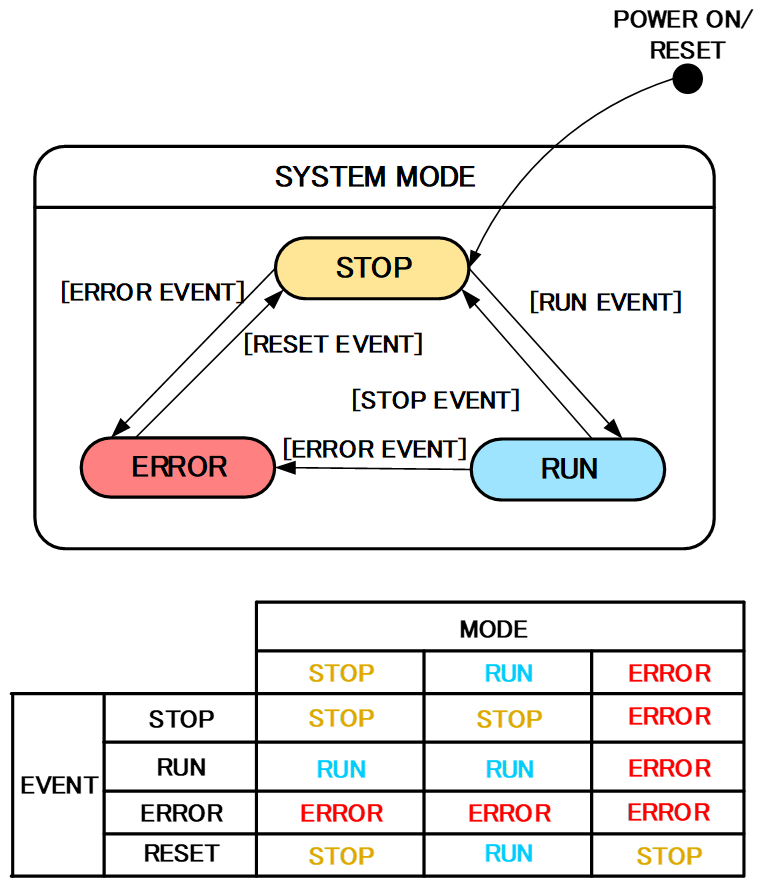 POWER ON/
RESET
SYSTEM MODE
STOP
[ERROR EVENT]
[RUN EVENT]
[RESET EVENT]
[STOP EVENT]
[ERROR EVENT]
ERROR
RUN
MODE
STOP RUN ERROR
EVENT
STOP STOP STOP ERROR
RUN RUN RUN ERROR
ERROR ERROR ERROR ERROR
RESET STOP RUN STOP